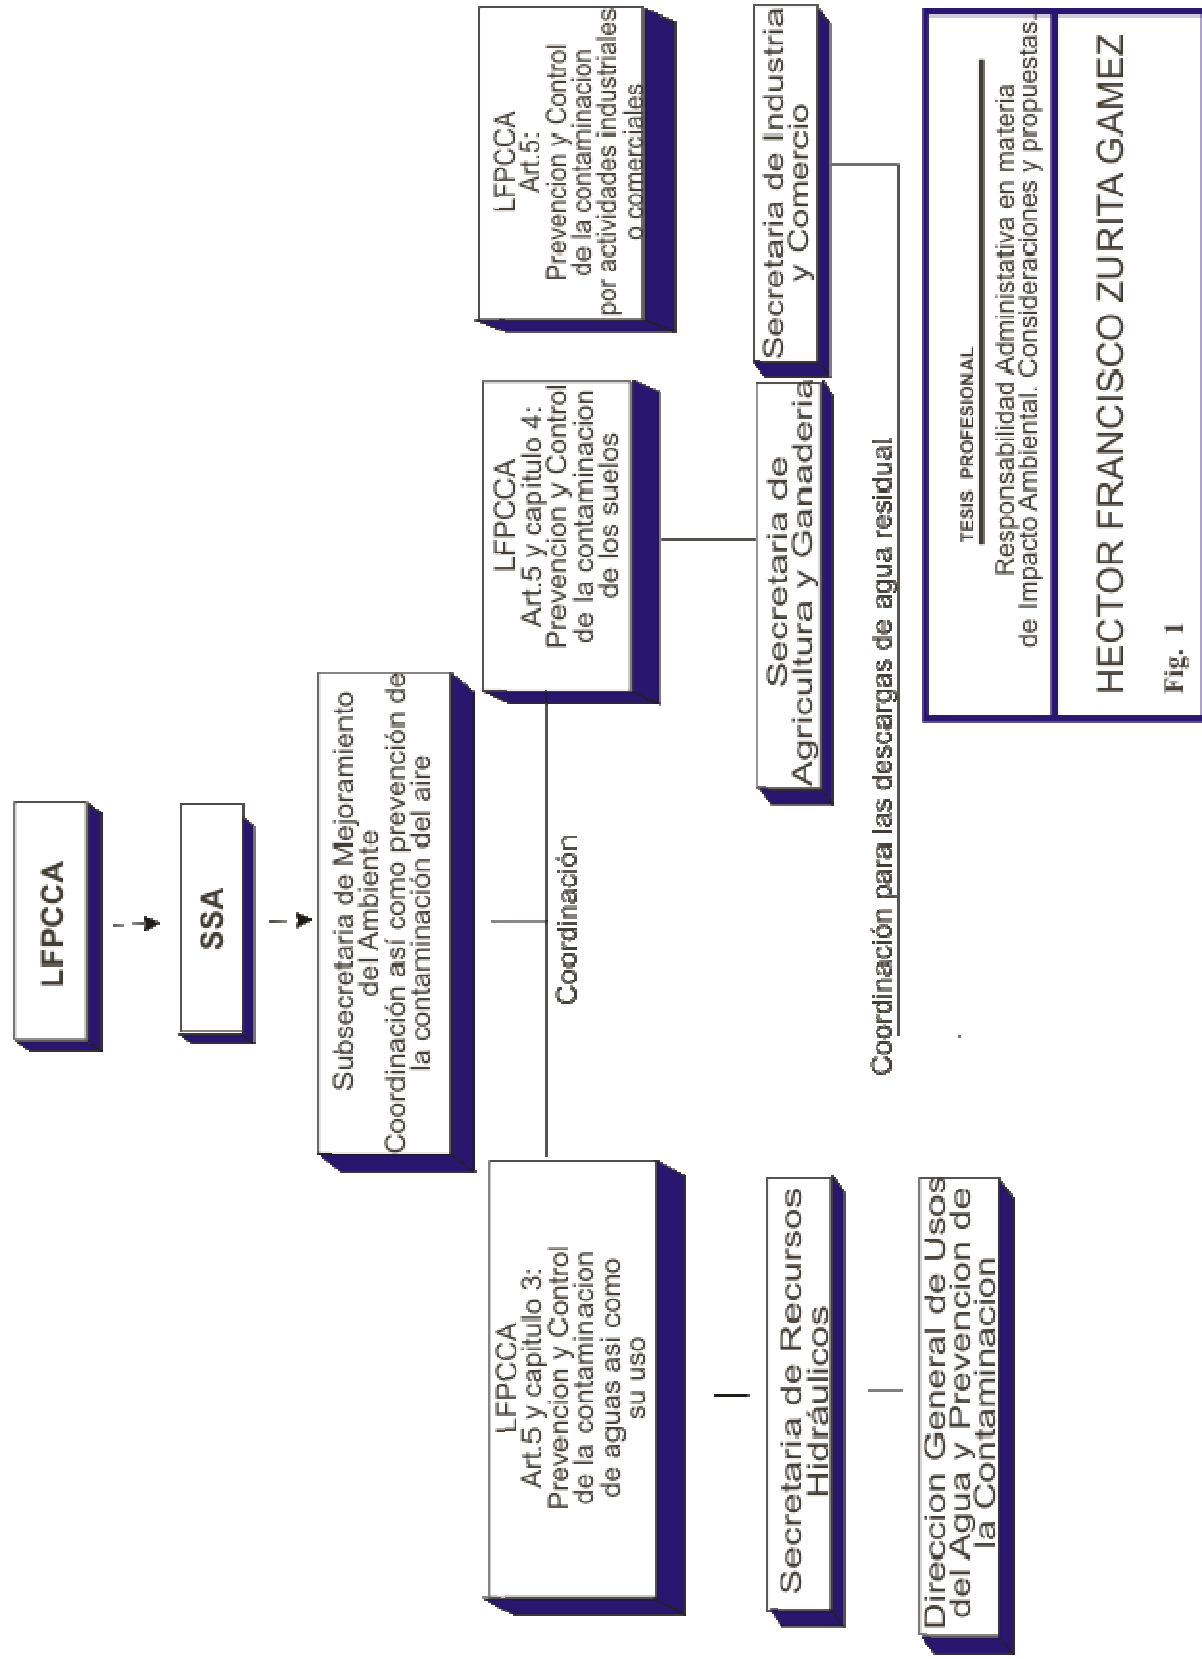 LFPCCA
SSA
Subsecretaria de Mejoramiento
del Ambiente
Coordinación así como prevención de
la contaminación del aire
Coordinación
LFPCCA
Art.5 y capitulo 3:
Prevencion y Control
de la contaminacion
de aguas asi como
su uso
LFPCCA
Art.5 y capitulo 4:
Prevencion y Control
de la contaminacion
de los suelos
LFPCCA
Art.5:
Prevencion y Control
de la contaminacion
por actividades industriales
o comerciales
Secretaria de Recursos
Hidráulicos
Secretaria de
Agricultura y Ganaderia
Secretaria de Industria
y Comercio
Coordinación para las descargas de agua residual
Direccion General de Usos
del Agua y Prevencion de
la Contaminacion
TESIS PROFESIONAL
Responsabilidad Administativa en materia
de Impacto Ambiental. Consideraciones y propuestas.
HECTOR FRANCISCO ZURITA GAMEZ
Fig. 1